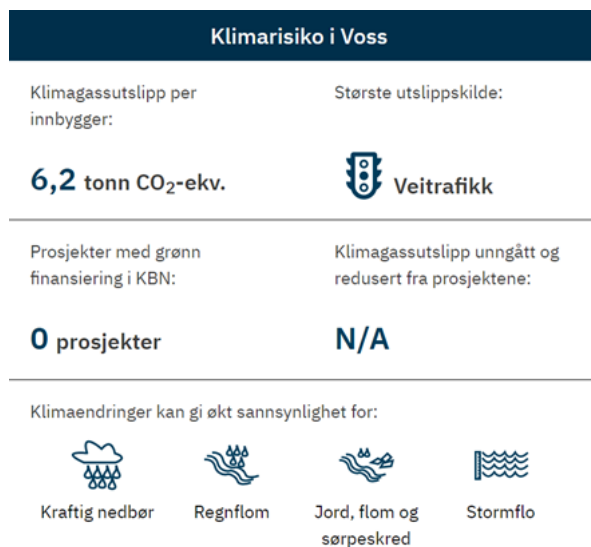 Klimarisiko i Voss
Klimagassutslipp per
innbygger:
6,2 tonn CO₂-ekv.
Største utslippskilde:
Veitrafikk
Prosjekter med grønn
finansiering i KBN:
0 prosjekter
Klimagassutslipp unngått og
redusert fra prosjektene:
N/A
Klimaendringer kan gi økt sannsynlighet for:
Kraftig nedbør
Regnflom
Jord, flom og
sørpeskred
Stormflo